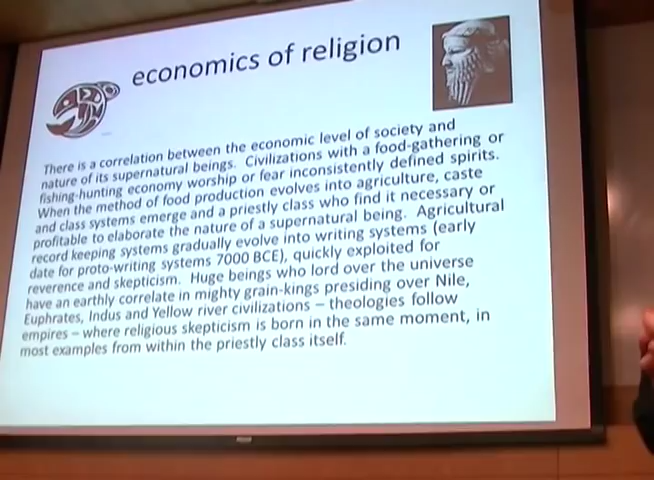 economics of religion
There is a correlation between the economic level of society and
nature of its supernatural beings. Civilizations with a food-gathering or
fishing-hunting economy worship or fear inconsistently defined spirits.
When the method of food production evolves into agriculture, caste
and class systems emerge and a priestly class who find it necessary or
profitable to elaborate the nature of a supernatural being. Agricultural
record keeping systems gradually evolve into writing systems (early
date for proto-writing systems 7000 BCE), quickly exploited for
reverence and skepticism. Huge beings who lord over the universe
have an earthly correlate in mighty grain-kings presiding over Nile,
Euphrates, Indus and Yellow river civilizations – theologies follow
empires – where religious skepticism is born in the same moment, in
most examples from within the priestly class itself.